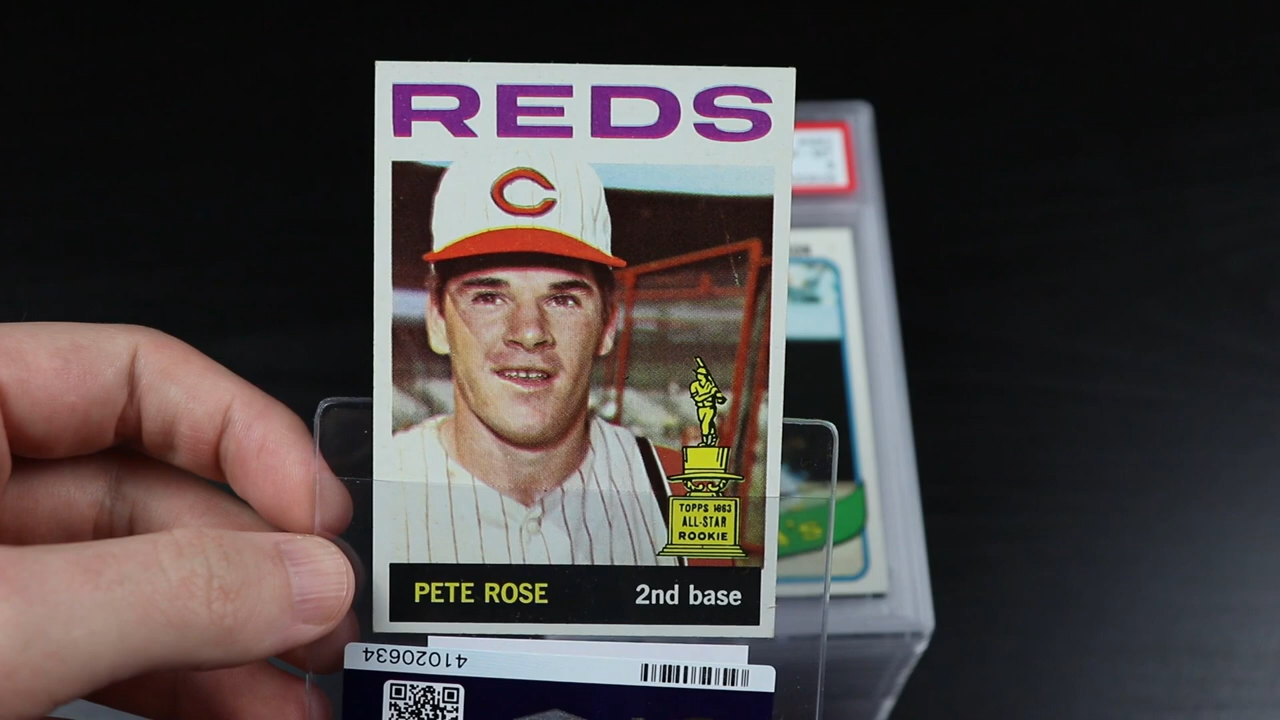 REDS
C
TOPPS 1963
ALL-STAR
ROOKIE
PETE ROSE 2nd base
41020634
A's